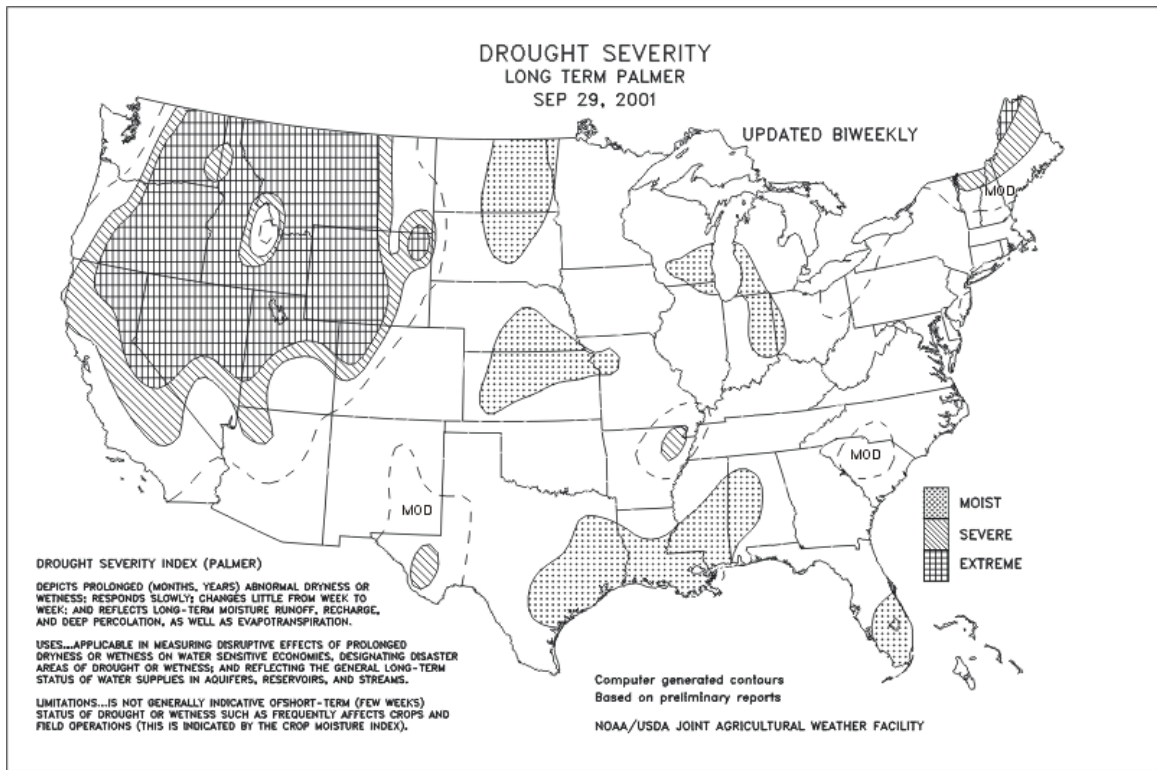 DROUGHT SEVERITY
LONG TERM PALMER
SEP 29, 2001
UPDATED BIWEEKLY
MOD
MOD
MOD
MOIST
SEVERE
EXTREME
DROUGHT SEVERITY INDEX (PALMER)
DEPICTS PROLONGED (MONTHS, YEARS) ABNORMAL DRYNESS OR
WETNESS; RESPONDS SLOWLY; CHANGES LITTLE FROM WEEK TO
WEEK; AND REFLECTS LONG-TERM MOISTURE RUNOFF, RECHARGE,
AND DEEP PERCOLATION, AS WELL AS EVAPOTRANSPIRATION.
USES...APPLICABLE IN MEASURING DISRUPTIVE EFFECTS OF PROLONGED
DRYNESS OR WETNESS ON WATER SENSITIVE ECONOMIES, DESIGNATING DISASTER
AREAS OF DROUGHT OR WETNESS; AND REFLECTING THE GENERAL LONG-TERM
STATUS OF WATER SUPPLIES IN AQUIFERS, RESERVOIRS, AND STREAMS.
LIMITATIONS...IS NOT GENERALLY INDICATIVE OFSHORT-TERM (FEW WEEKS)
STATUS OF DROUGHT OR WETNESS SUCH AS FREQUENTLY AFFECTS CROPS AND
FIELD OPERATIONS (THIS IS INDICATED BY THE CROP MOISTURE INDEX).
Computer generated contours
Based on preliminary reports
NOAA/USDA JOINT AGRICULTURAL WEATHER FACILITY